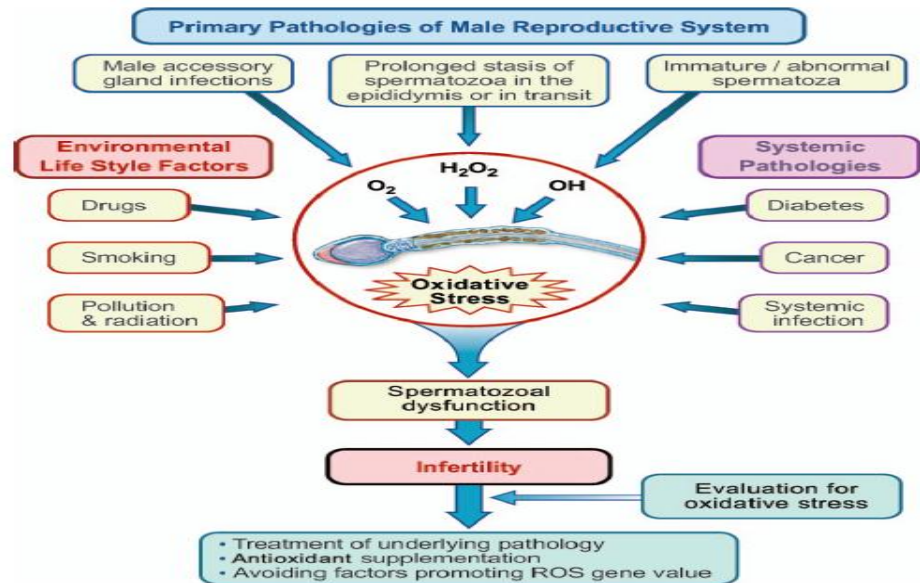 Primary Pathologies of Male Reproductive System
Male accessory
gland infections
Prolonged stasis of
spermatozoa in the
epididymis or in transit
Immature / abnormal
spermatoza
Environmental
Life Style Factors
Drugs
Smoking
Pollution
& radiation
O₂
H₂O₂
OH
Oxidative
Stress
Systemic
Pathologies
Diabetes
Cancer
Systemic
infection
Spermatozoal
dysfunction
Infertility
Evaluation for
oxidative stress
• Treatment of underlying pathology
• Antioxidant supplementation
• Avoiding factors promoting ROS gene value